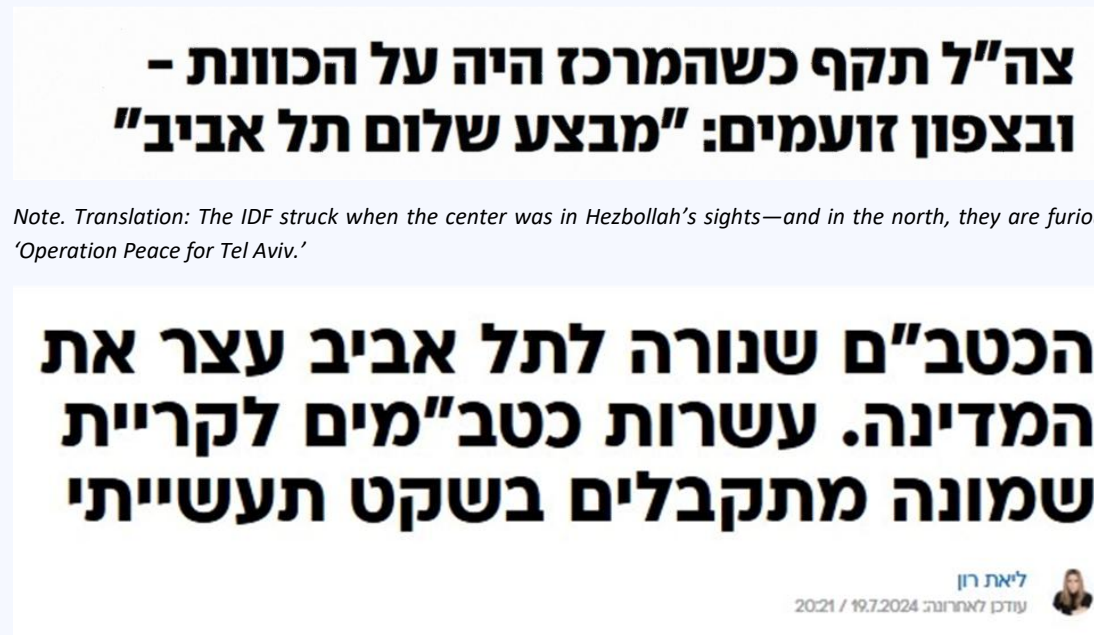 צה"ל תקף כשהמרכז היה על הכוונת -
ובצפון זועמים: "מבצע שלום תל אביב"
Note. Translation: The IDF struck when the center was in Hezbollah’s sights—and in the north, they are furio
‘Operation Peace for Tel Aviv.’
הכטב"ם שנורה לתל אביב עצר את
המדינה. עשרות כטב"מים לקריית
שמונה מתקבלים בשקט תעשייתי
ליאת רון
עודכן לאחרונה: 19.7.2024 / 20:21